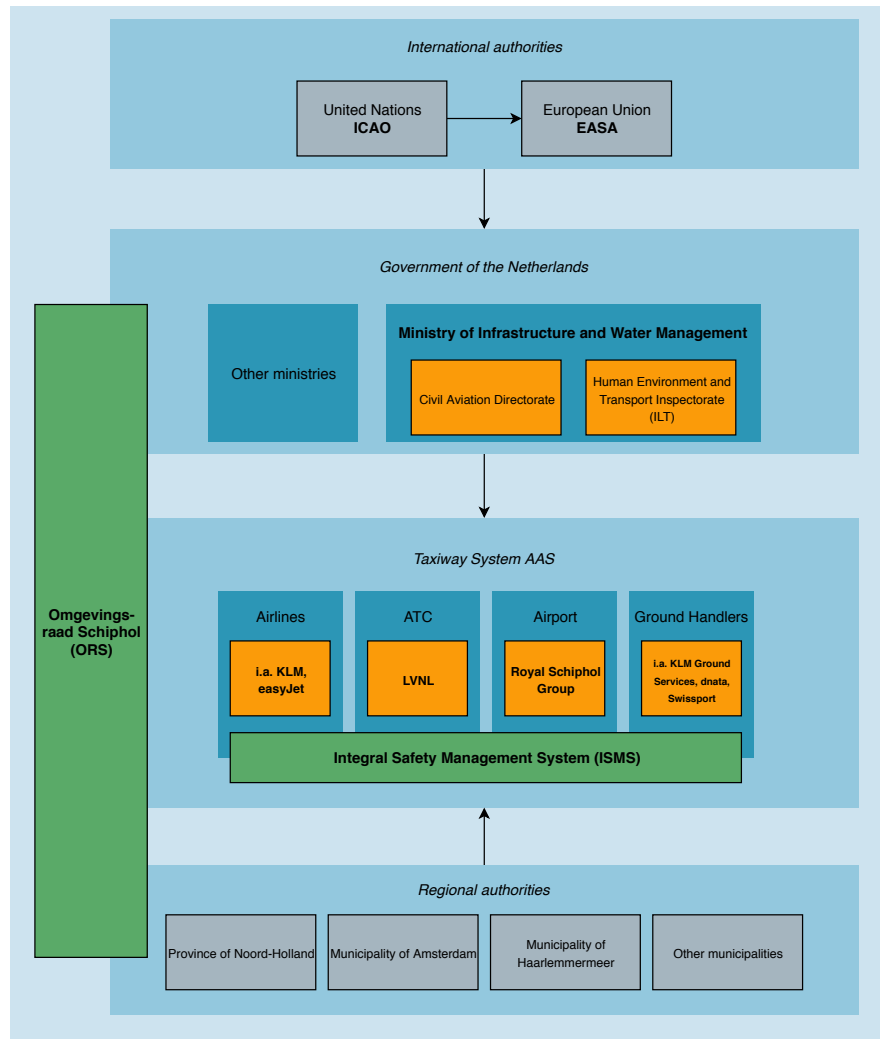 International authorities
United Nations
ICAO
European Union
EASA
Government of the Netherlands
Other ministries
Ministry of Infrastructure and Water Management
Civil Aviation Directorate
Human Environment and
Transport Inspectorate
(ILT)
Omgevings-
raad Schiphol
(ORS)
Taxiway System AAS
Airlines
i.a. KLM,
easyJet
ATC
LVNL
Airport
Royal Schiphol
Group
Ground Handlers
i.a. KLM Ground
Services, dnata,
Swissport
Integral Safety Management System (ISMS)
Regional authorities
Province of Noord-Holland
Municipality of Amsterdam
Municipality of
Haarlemmermeer
Other municipalities